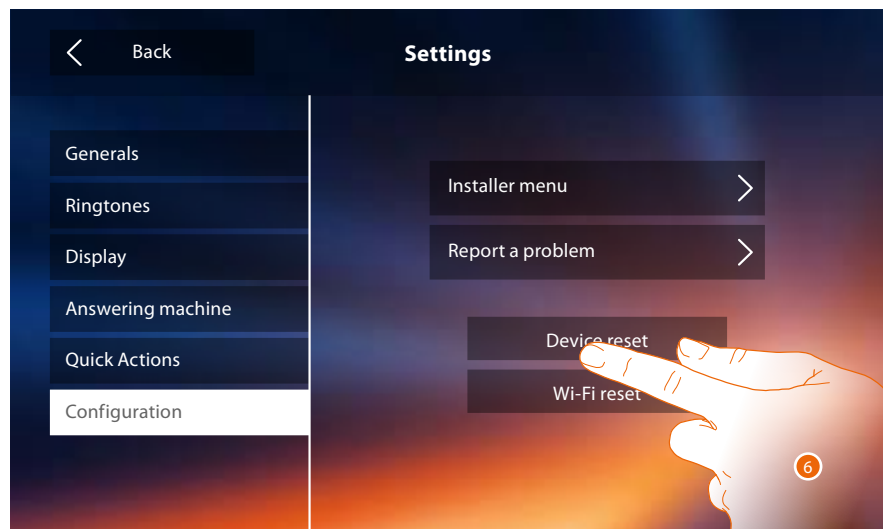 Back
Settings
Generals
Ringtones
Display
Answering machine
Quick Actions
Configuration
Installer menu
Report a problem
Device reset
Wi-Fi reset
6